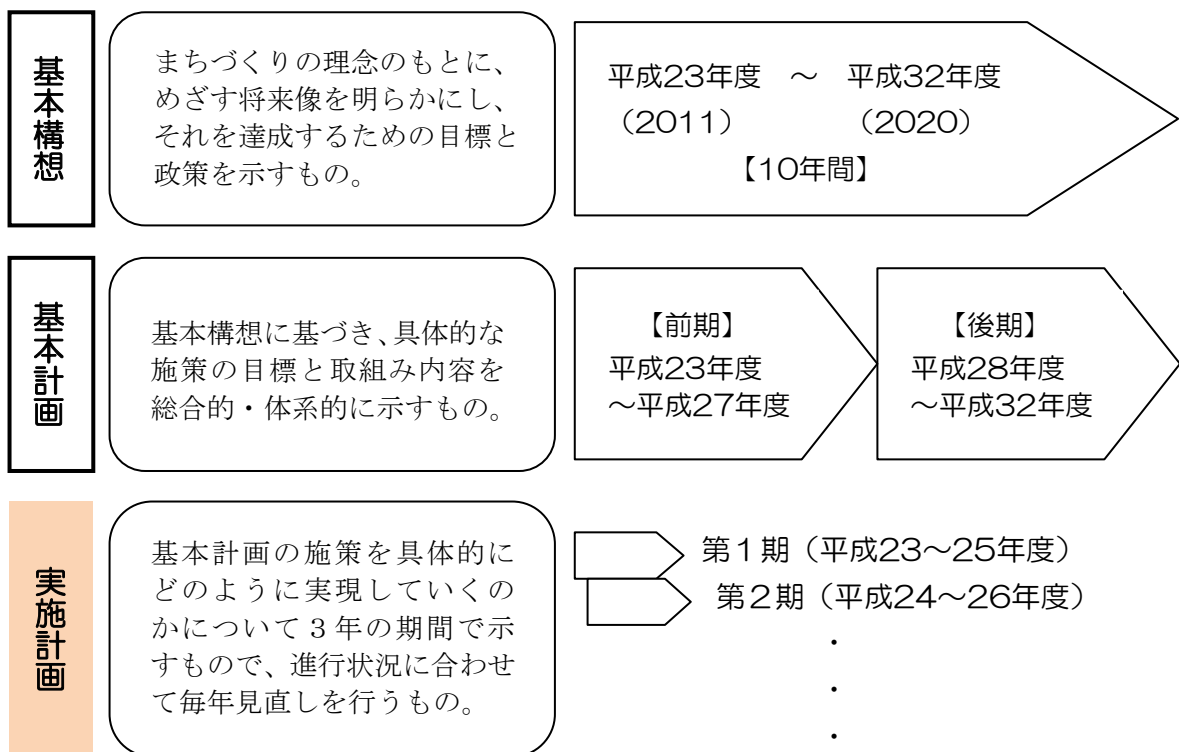 基本構想
まちづくりの理念のもとに、
めざす将来像を明らかにし、
それを達成するための目標と
政策を示すもの。
平成23年度 ～ 平成32年度
（2011） （2020）
【10年間】
基本計画
基本構想に基づき、具体的な
施策の目標と取組み内容を
総合的・体系的に示すもの。
【前期】
平成23年度
～平成27年度
【後期】
平成28年度
～平成32年度
実施計画
基本計画の施策を具体的に
どのように実現していくの
かについて３年の期間で示
すもので、進行状況に合わせ
て毎年見直しを行うもの。
第１期（平成23～25年度）
第２期（平成24～26年度）
・
・
・